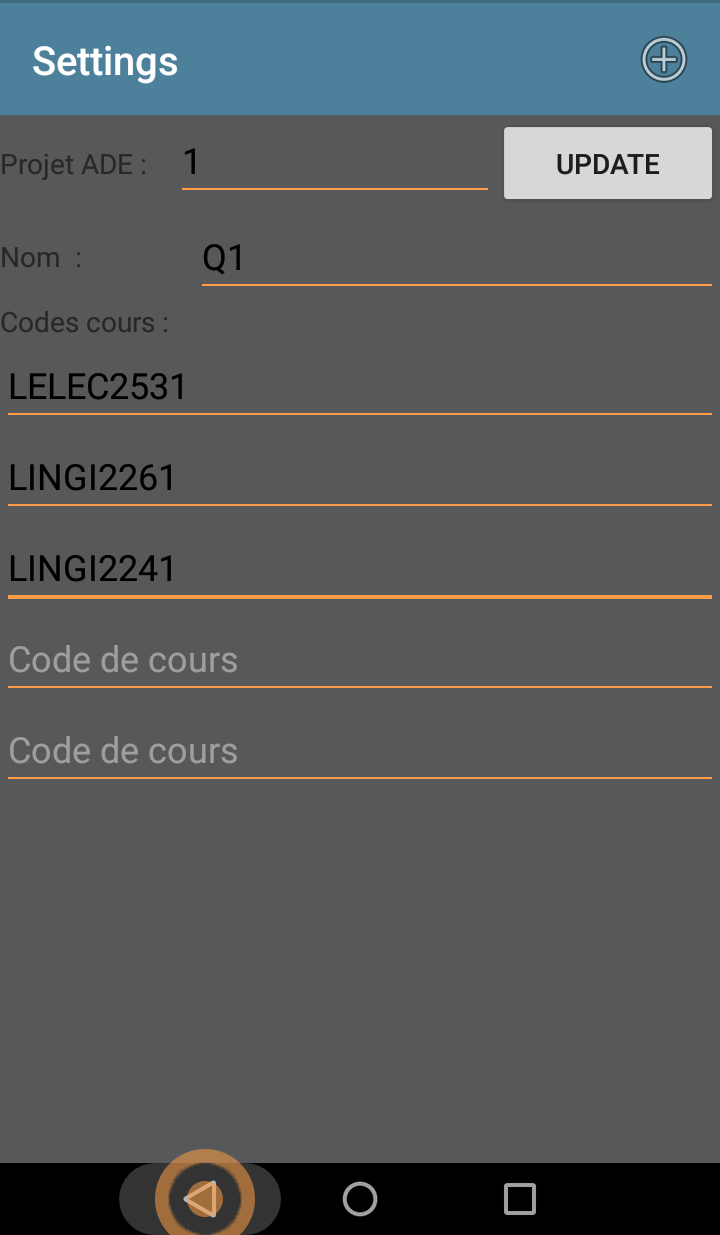 Settings
Projet ADE : 1 UPDATE
Nom : Q1
Codes cours :
LELEC2531
LINGI2261
LINGI2241
Code de cours
Code de cours